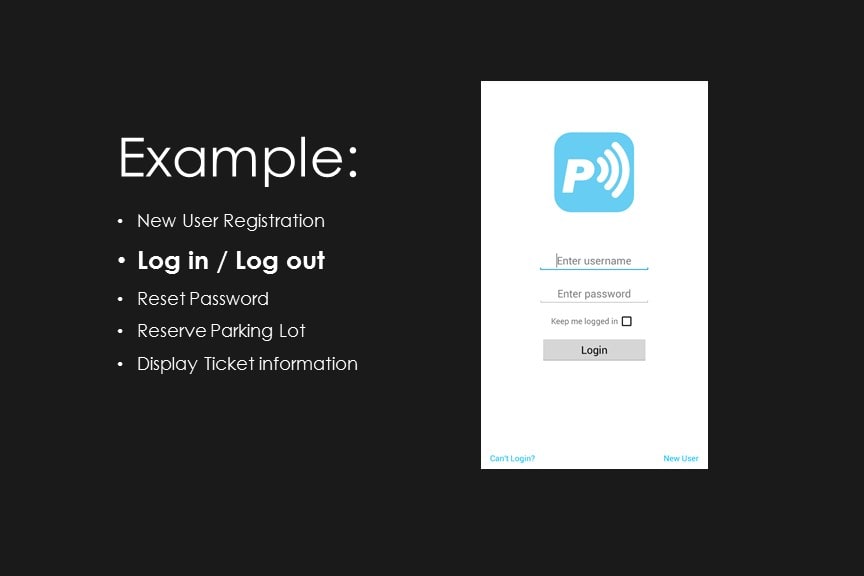 Example:
• New User Registration
• Log in / Log out
• Reset Password
• Reserve Parking Lot
• Display Ticket information
P
Enter username
Enter password
Keep me logged in
Login
Can't Login?
New User